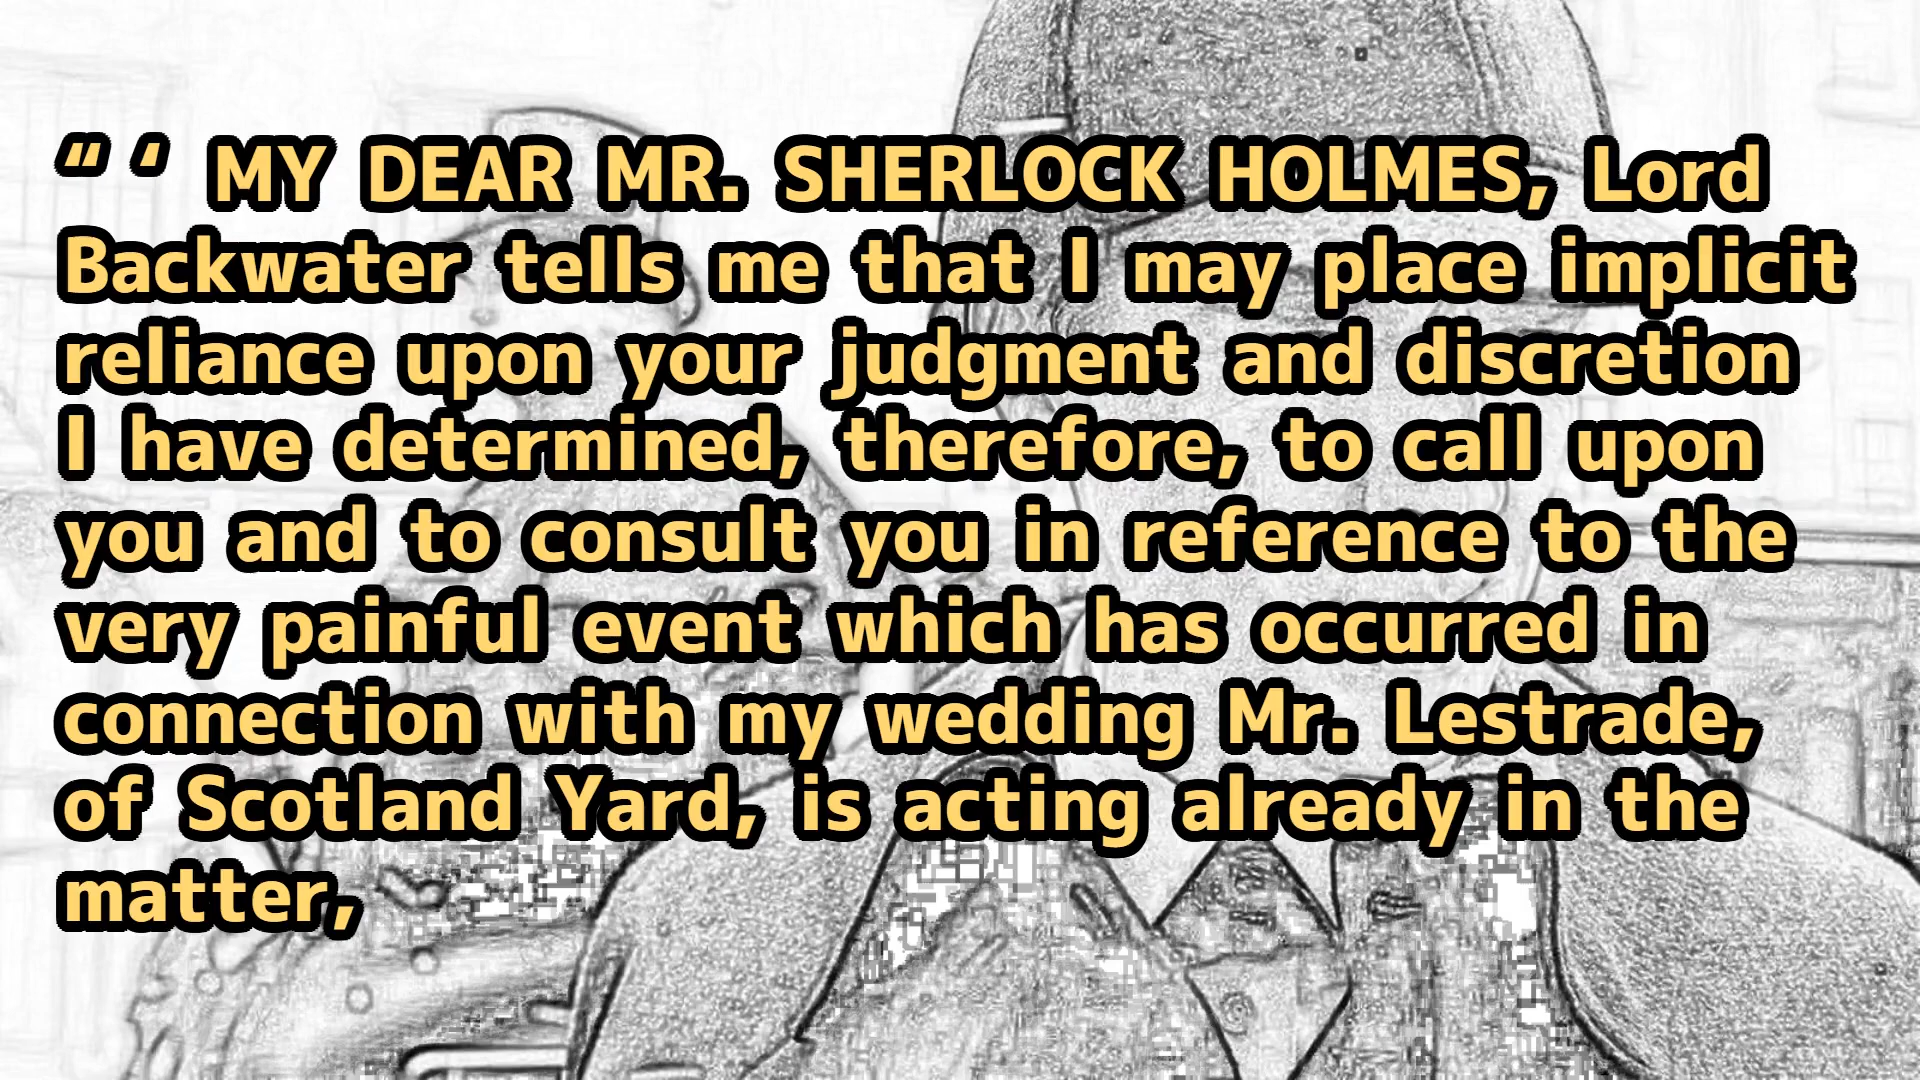 “ ‘ MY DEAR MR. SHERLOCK HOLMES, Lord
Backwater tells me that I may place implicit
reliance upon your judgment and discretion
I have determined, therefore, to call upon
you and to consult you in reference to the
very painful event which has occurred in
connection with my wedding Mr. Lestrade,
of Scotland Yard, is acting already in the
matter,